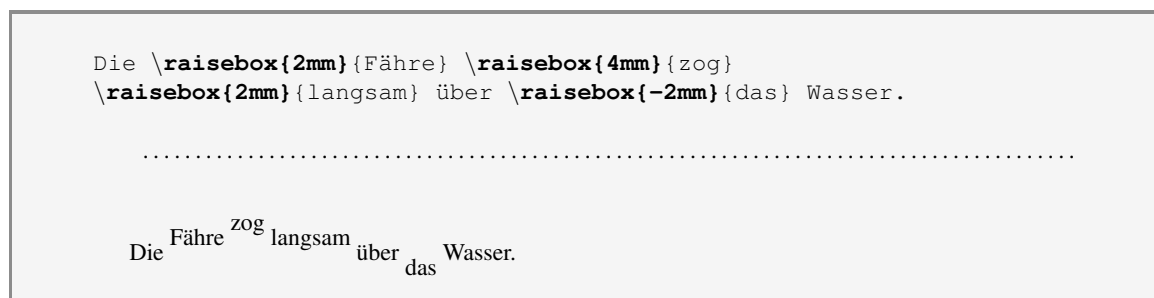 Die \raisebox{2mm}{Fähre} \raisebox{4mm}{zog}
\raisebox{2mm}{langsam} über \raisebox{-2mm}{das} Wasser.
Die Fähre zog langsam über das Wasser.